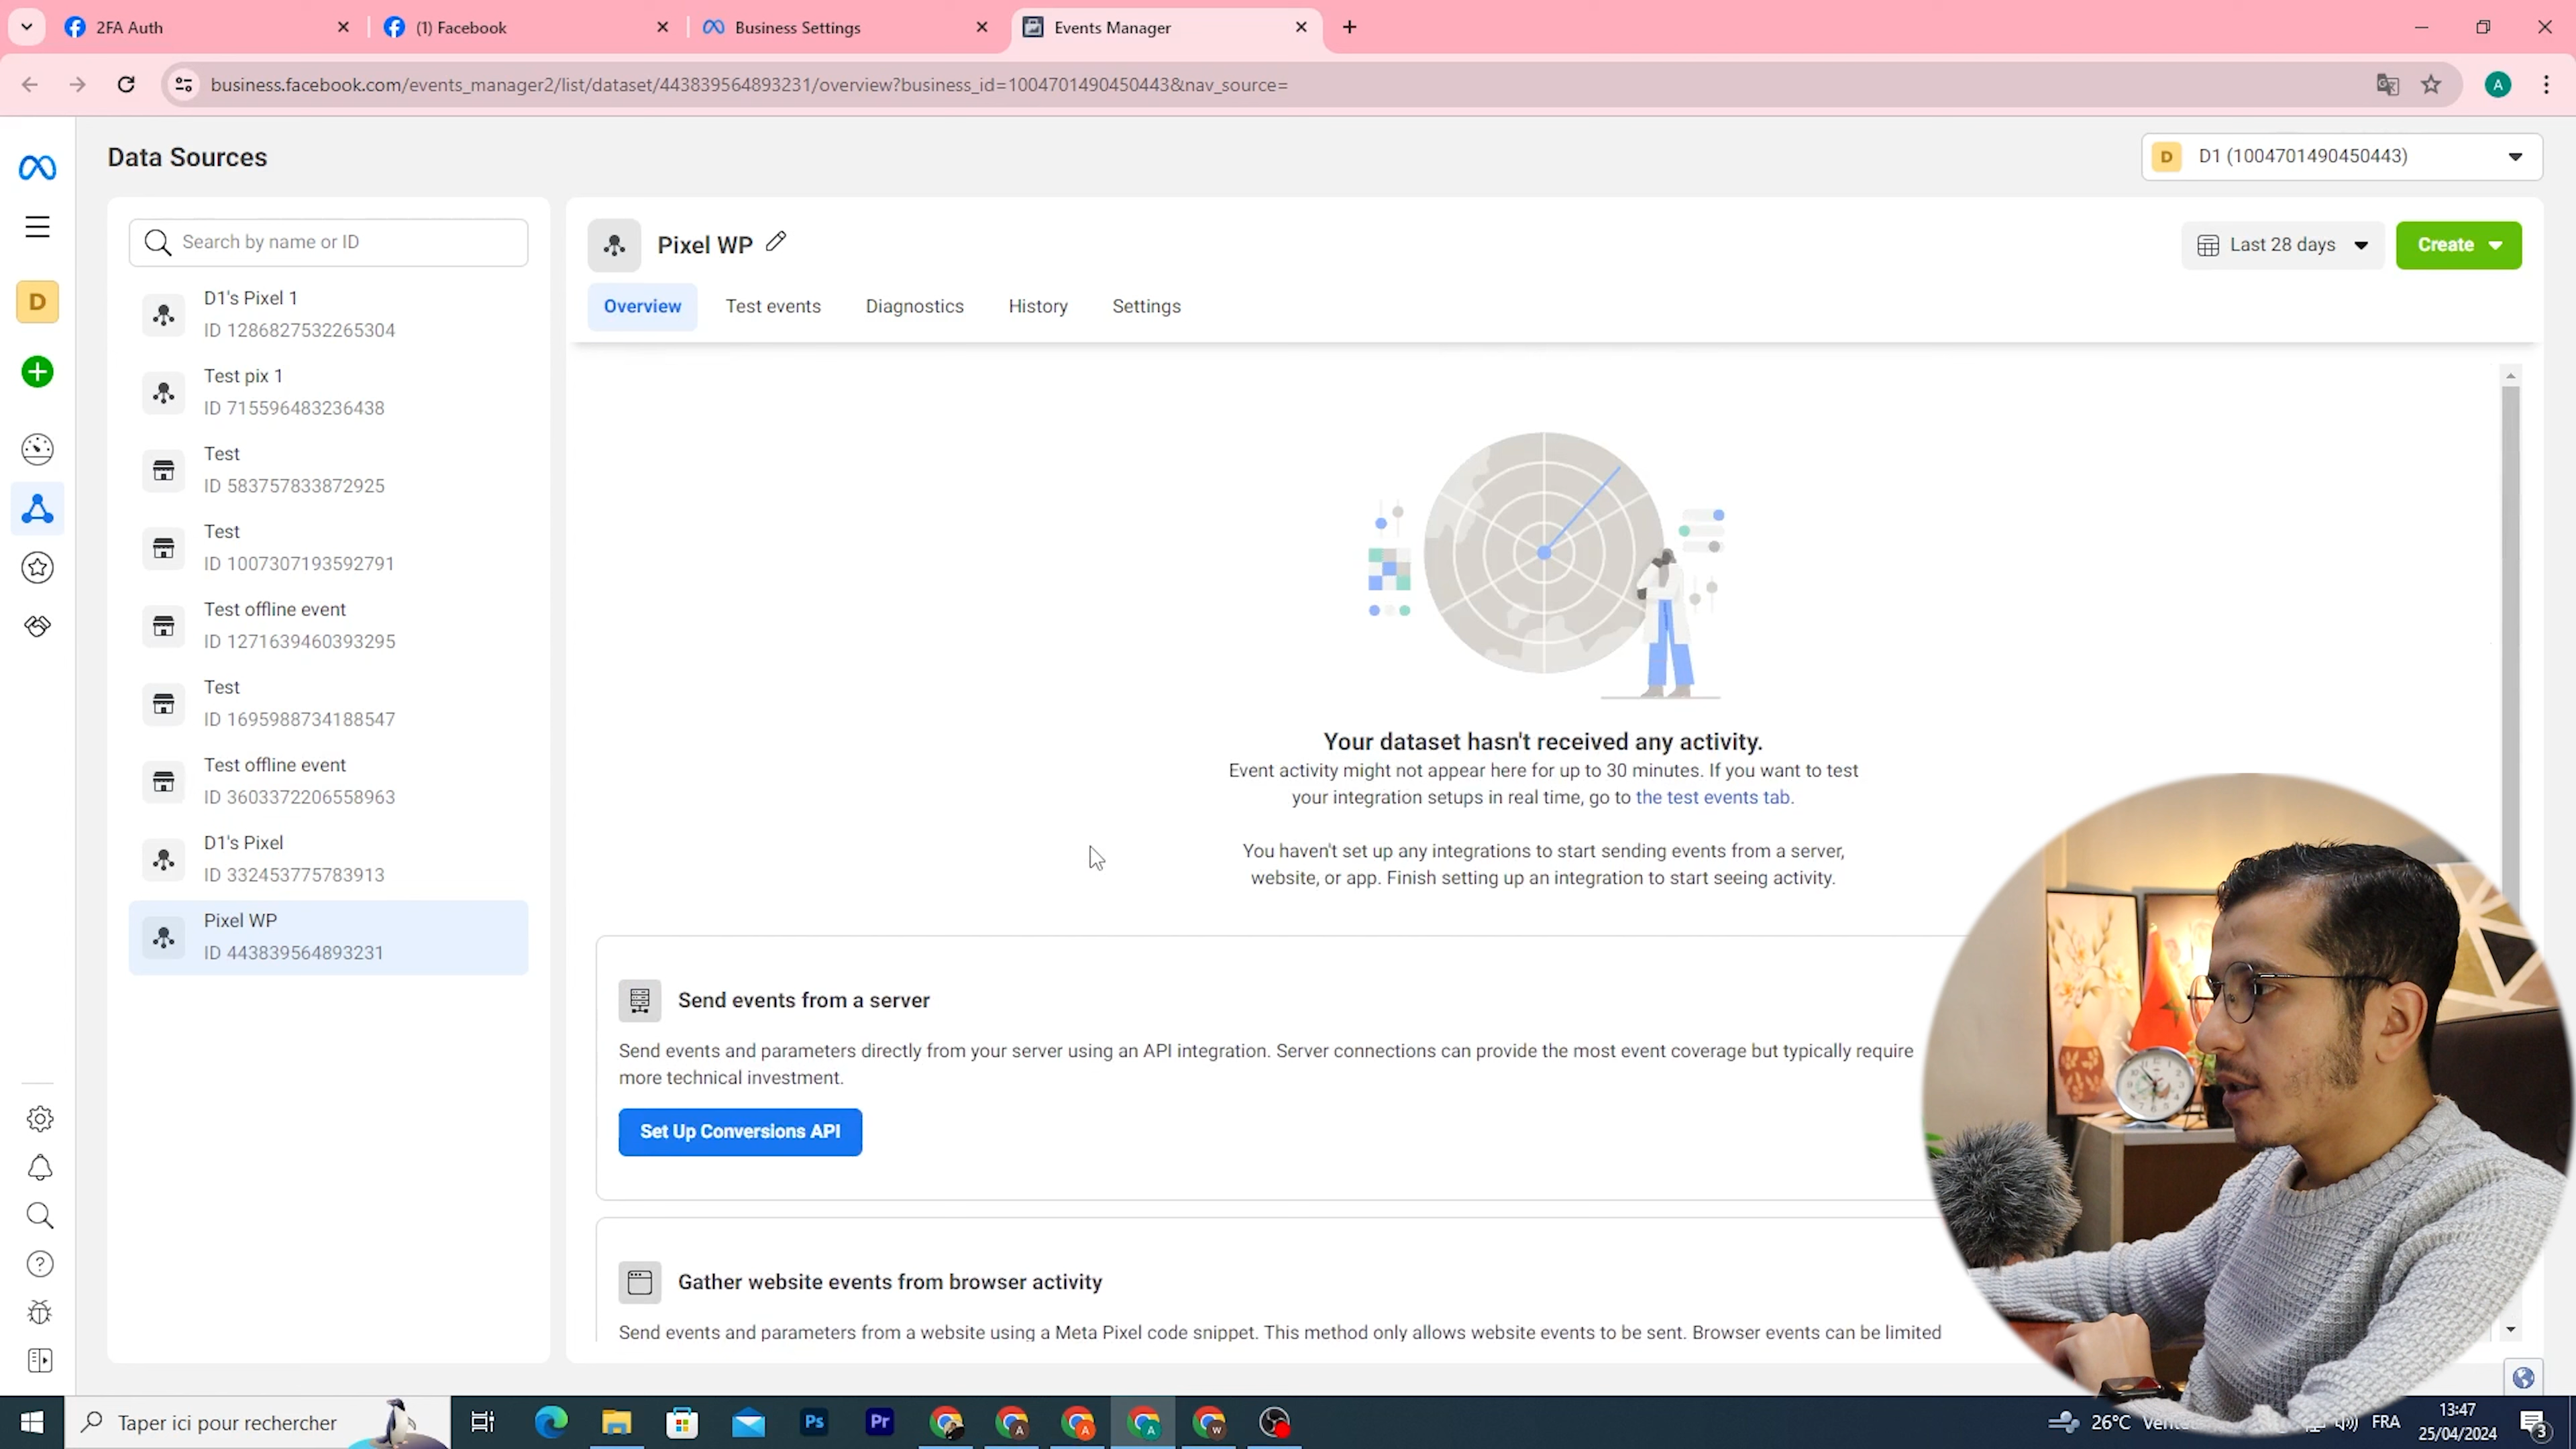 2FA Auth
(1) Facebook
Business Settings
Events Manager
business.facebook.com/events_manager2/list/dataset/443839564893231/overview?business_id=1004701490450443&nav_source=
A
Data Sources
D D1 (1004701490450443)
D
Search by name or ID
D1's Pixel 1
ID 1286827532265304
Test pix 1
ID 715596483236438
Test
ID 583757833872925
Test
ID 1007307193592791
Test offline event
ID 1271639460393295
Test
ID 1695988734188547
Test offline event
ID 3603372206558963
D1's Pixel
ID 332453775783913
Pixel WP
ID 443839564893231
Pixel WP
Last 28 days
Create
Overview
Test events
Diagnostics
History
Settings
Your dataset hasn't received any activity.
Event activity might not appear here for up to 30 minutes. If you want to test
your integration setups in real time, go to the test events tab.
You haven't set up any integrations to start sending events from a server,
website, or app. Finish setting up an integration to start seeing activity.
Send events from a server
Send events and parameters directly from your server using an API integration. Server connections can provide the most event coverage but typically require
more technical investment.
Set Up Conversions API
Gather website events from browser activity
Send events and parameters from a website using a Meta Pixel code snippet. This method only allows website events to be sent. Browser events can be limited
Taper ici pour rechercher
Ps
Pr
A
A
A
W
26°C
FRA
13:47
25/04/2024
3